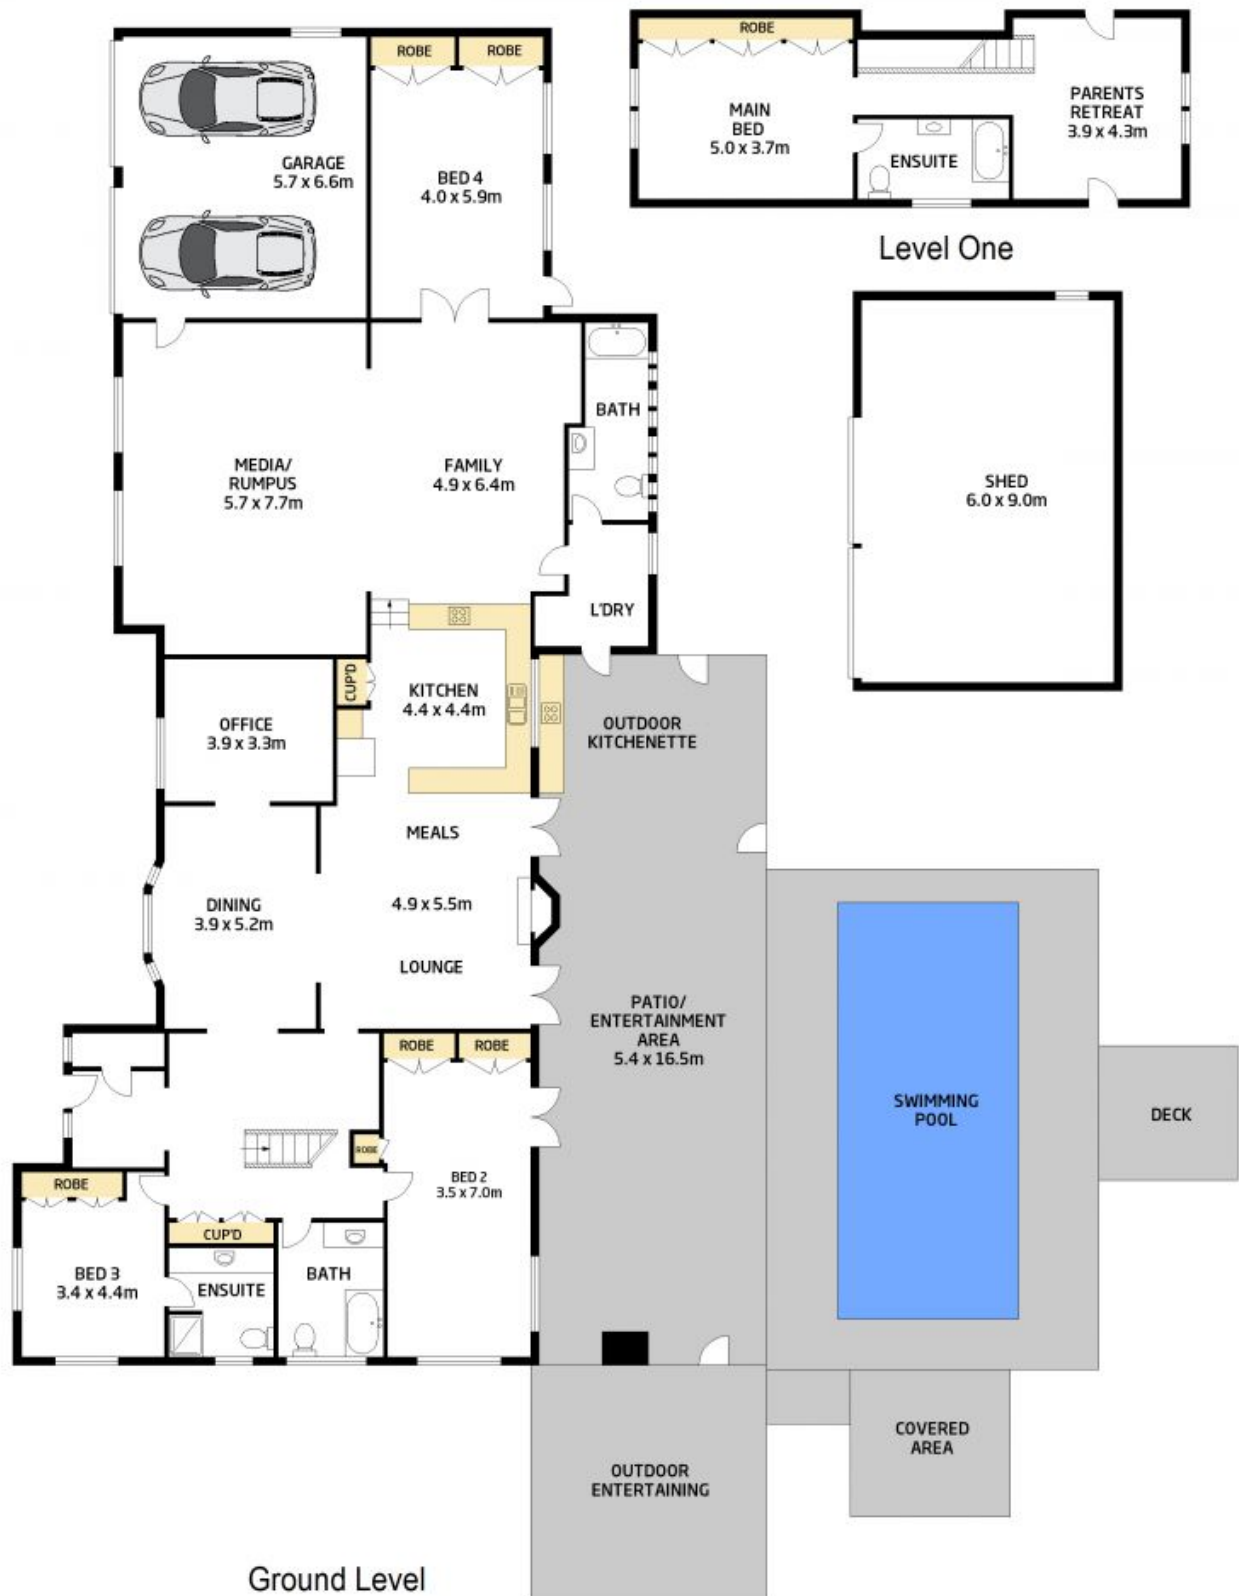 ROBE
ROBE
GARAGE
5.7 x 6.6m
BED 4
4.0 x 5.9m
ROBE
MAIN
BED
5.0 x 3.7m
ENSUITE
PARENTS
RETREAT
3.9 x 4.3m
Level One
MEDIA/
RUMPUS
5.7 x 7.7m
FAMILY
4.9 x 6.4m
BATH
L'DRY
SHED
6.0 x 9.0m
CUP'D
KITCHEN
4.4 x 4.4m
OFFICE
3.9 x 3.3m
OUTDOOR
KITCHENETTE
MEALS
DINING
3.9 x 5.2m
4.9 x 5.5m
LOUNGE
PATIO/
ENTERTAINMENT
AREA
5.4 x 16.5m
ROBE
ROBE
SWIMMING
POOL
DECK
ROBE
BED 2
3.5 x 7.0m
ROBE
CUP'D
BED 3
3.4 x 4.4m
ENSUITE
BATH
COVERED
AREA
OUTDOOR
ENTERTAINING
Ground Level